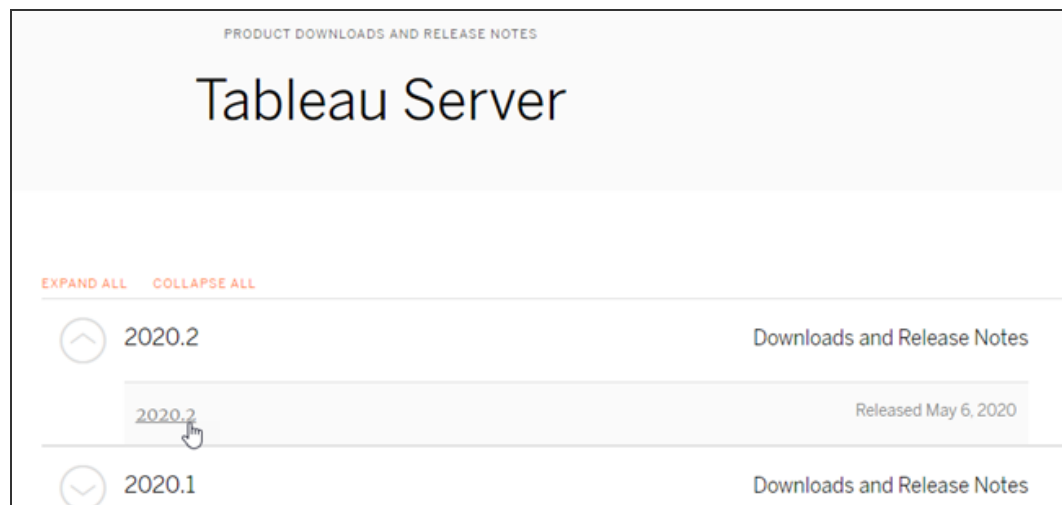 PRODUCT DOWNLOADS AND RELEASE NOTES
Tableau Server
EXPAND ALL COLLAPSE ALL
2020.2 Downloads and Release Notes
2020.2 Released May 6, 2020
2020.1 Downloads and Release Notes